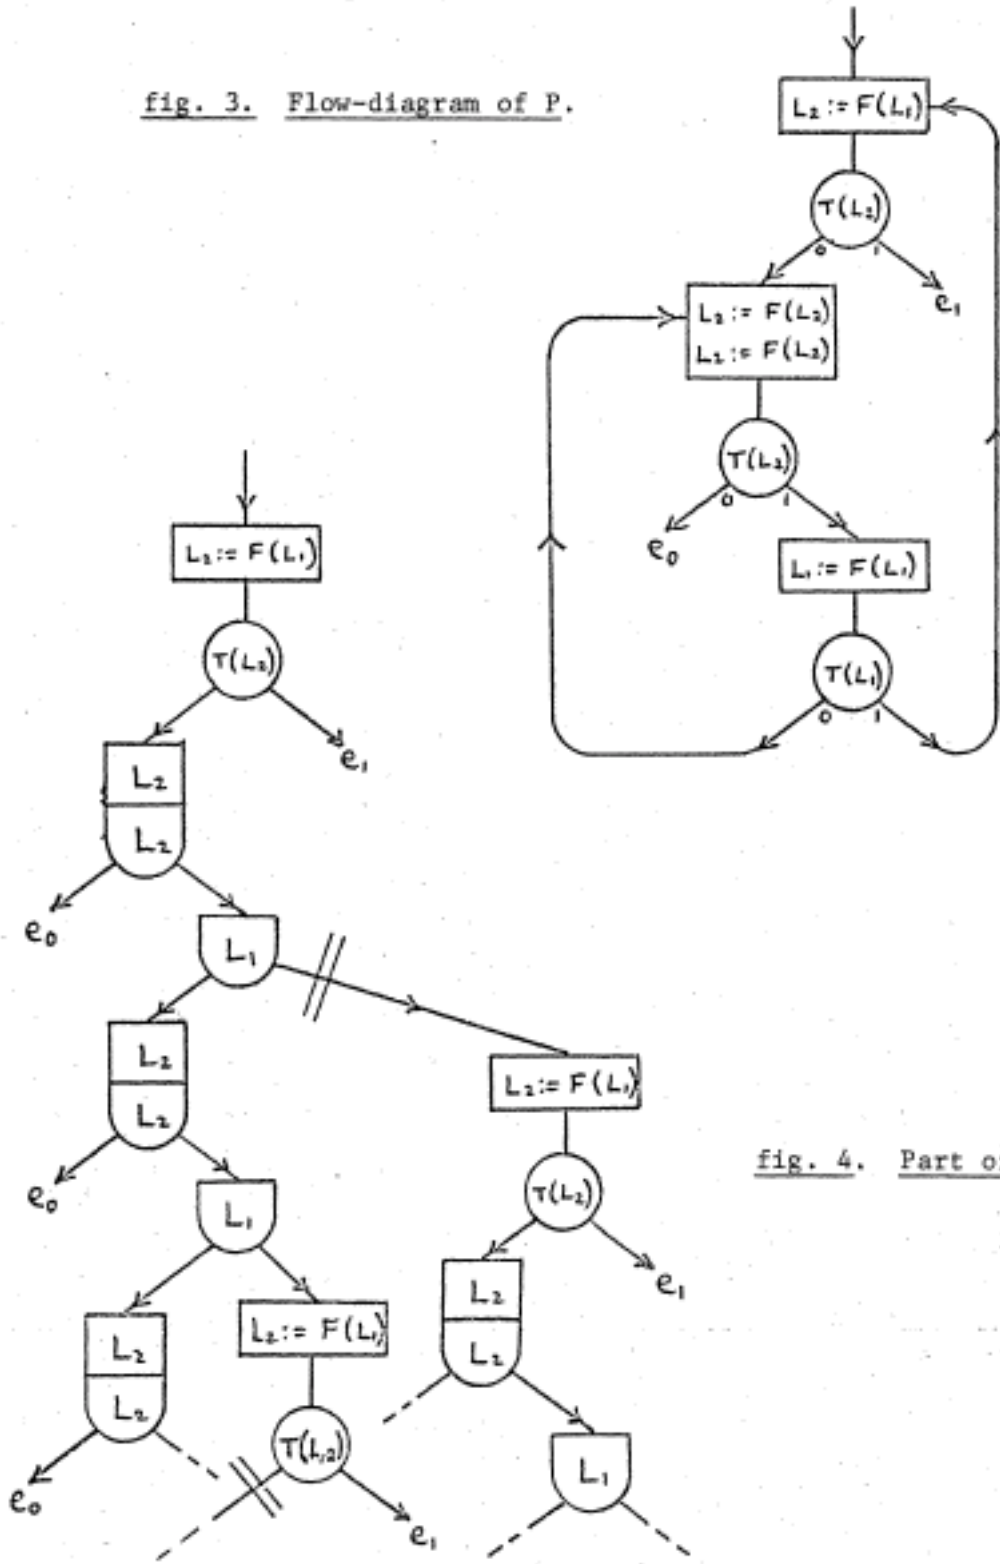 fig. 3. Flow-diagram of P.
L₂ := F(L₁)
T(L₂)
0 1
e₁
L₂ := F(L₂)
L₂ := F(L₂)
T(L₂)
0 1
e₀
L₁ := F(L₁)
T(L₁)
0 1
L₂ := F(L₁)
T(L₂)
e₁
L₂
L₂
e₀
L₁
L₂
L₂
e₀
L₁
L₂ := F(L₁)
T(L₂)
e₁
L₂
L₂
L₁
fig. 4. Part of
L₂
L₂
e₀
L₂ := F(L₁)
T(L₂)
e₁